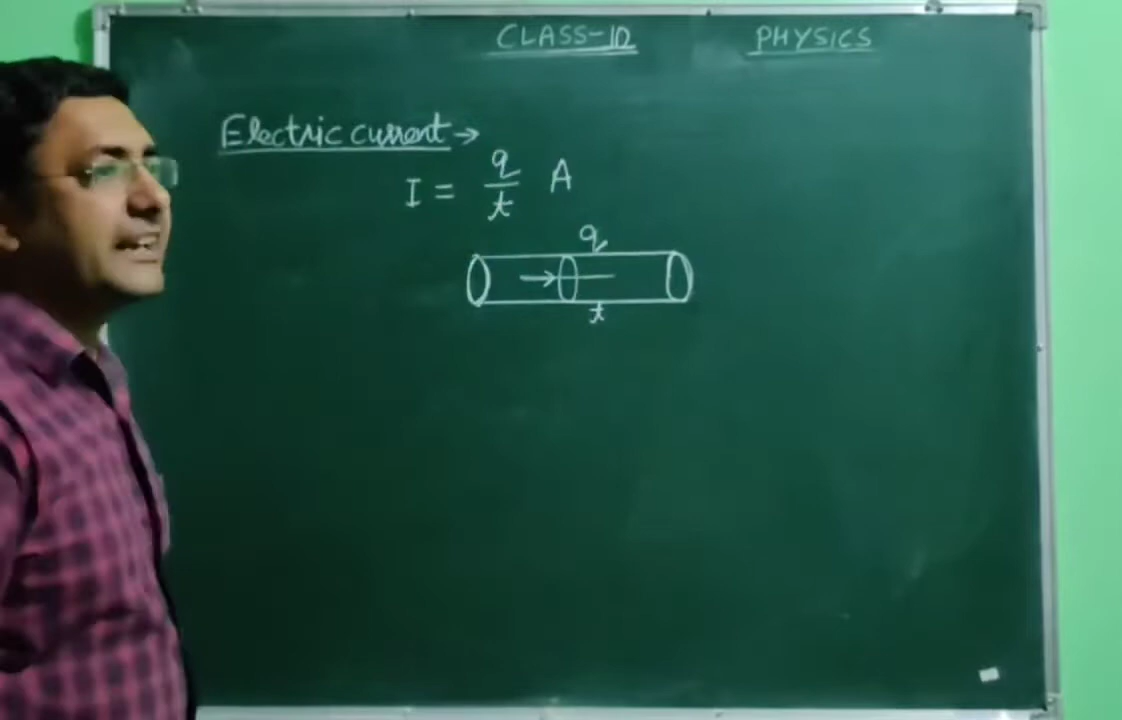 CLASS-10 PHYSICS
Electric current →
I = q/t A
q
t